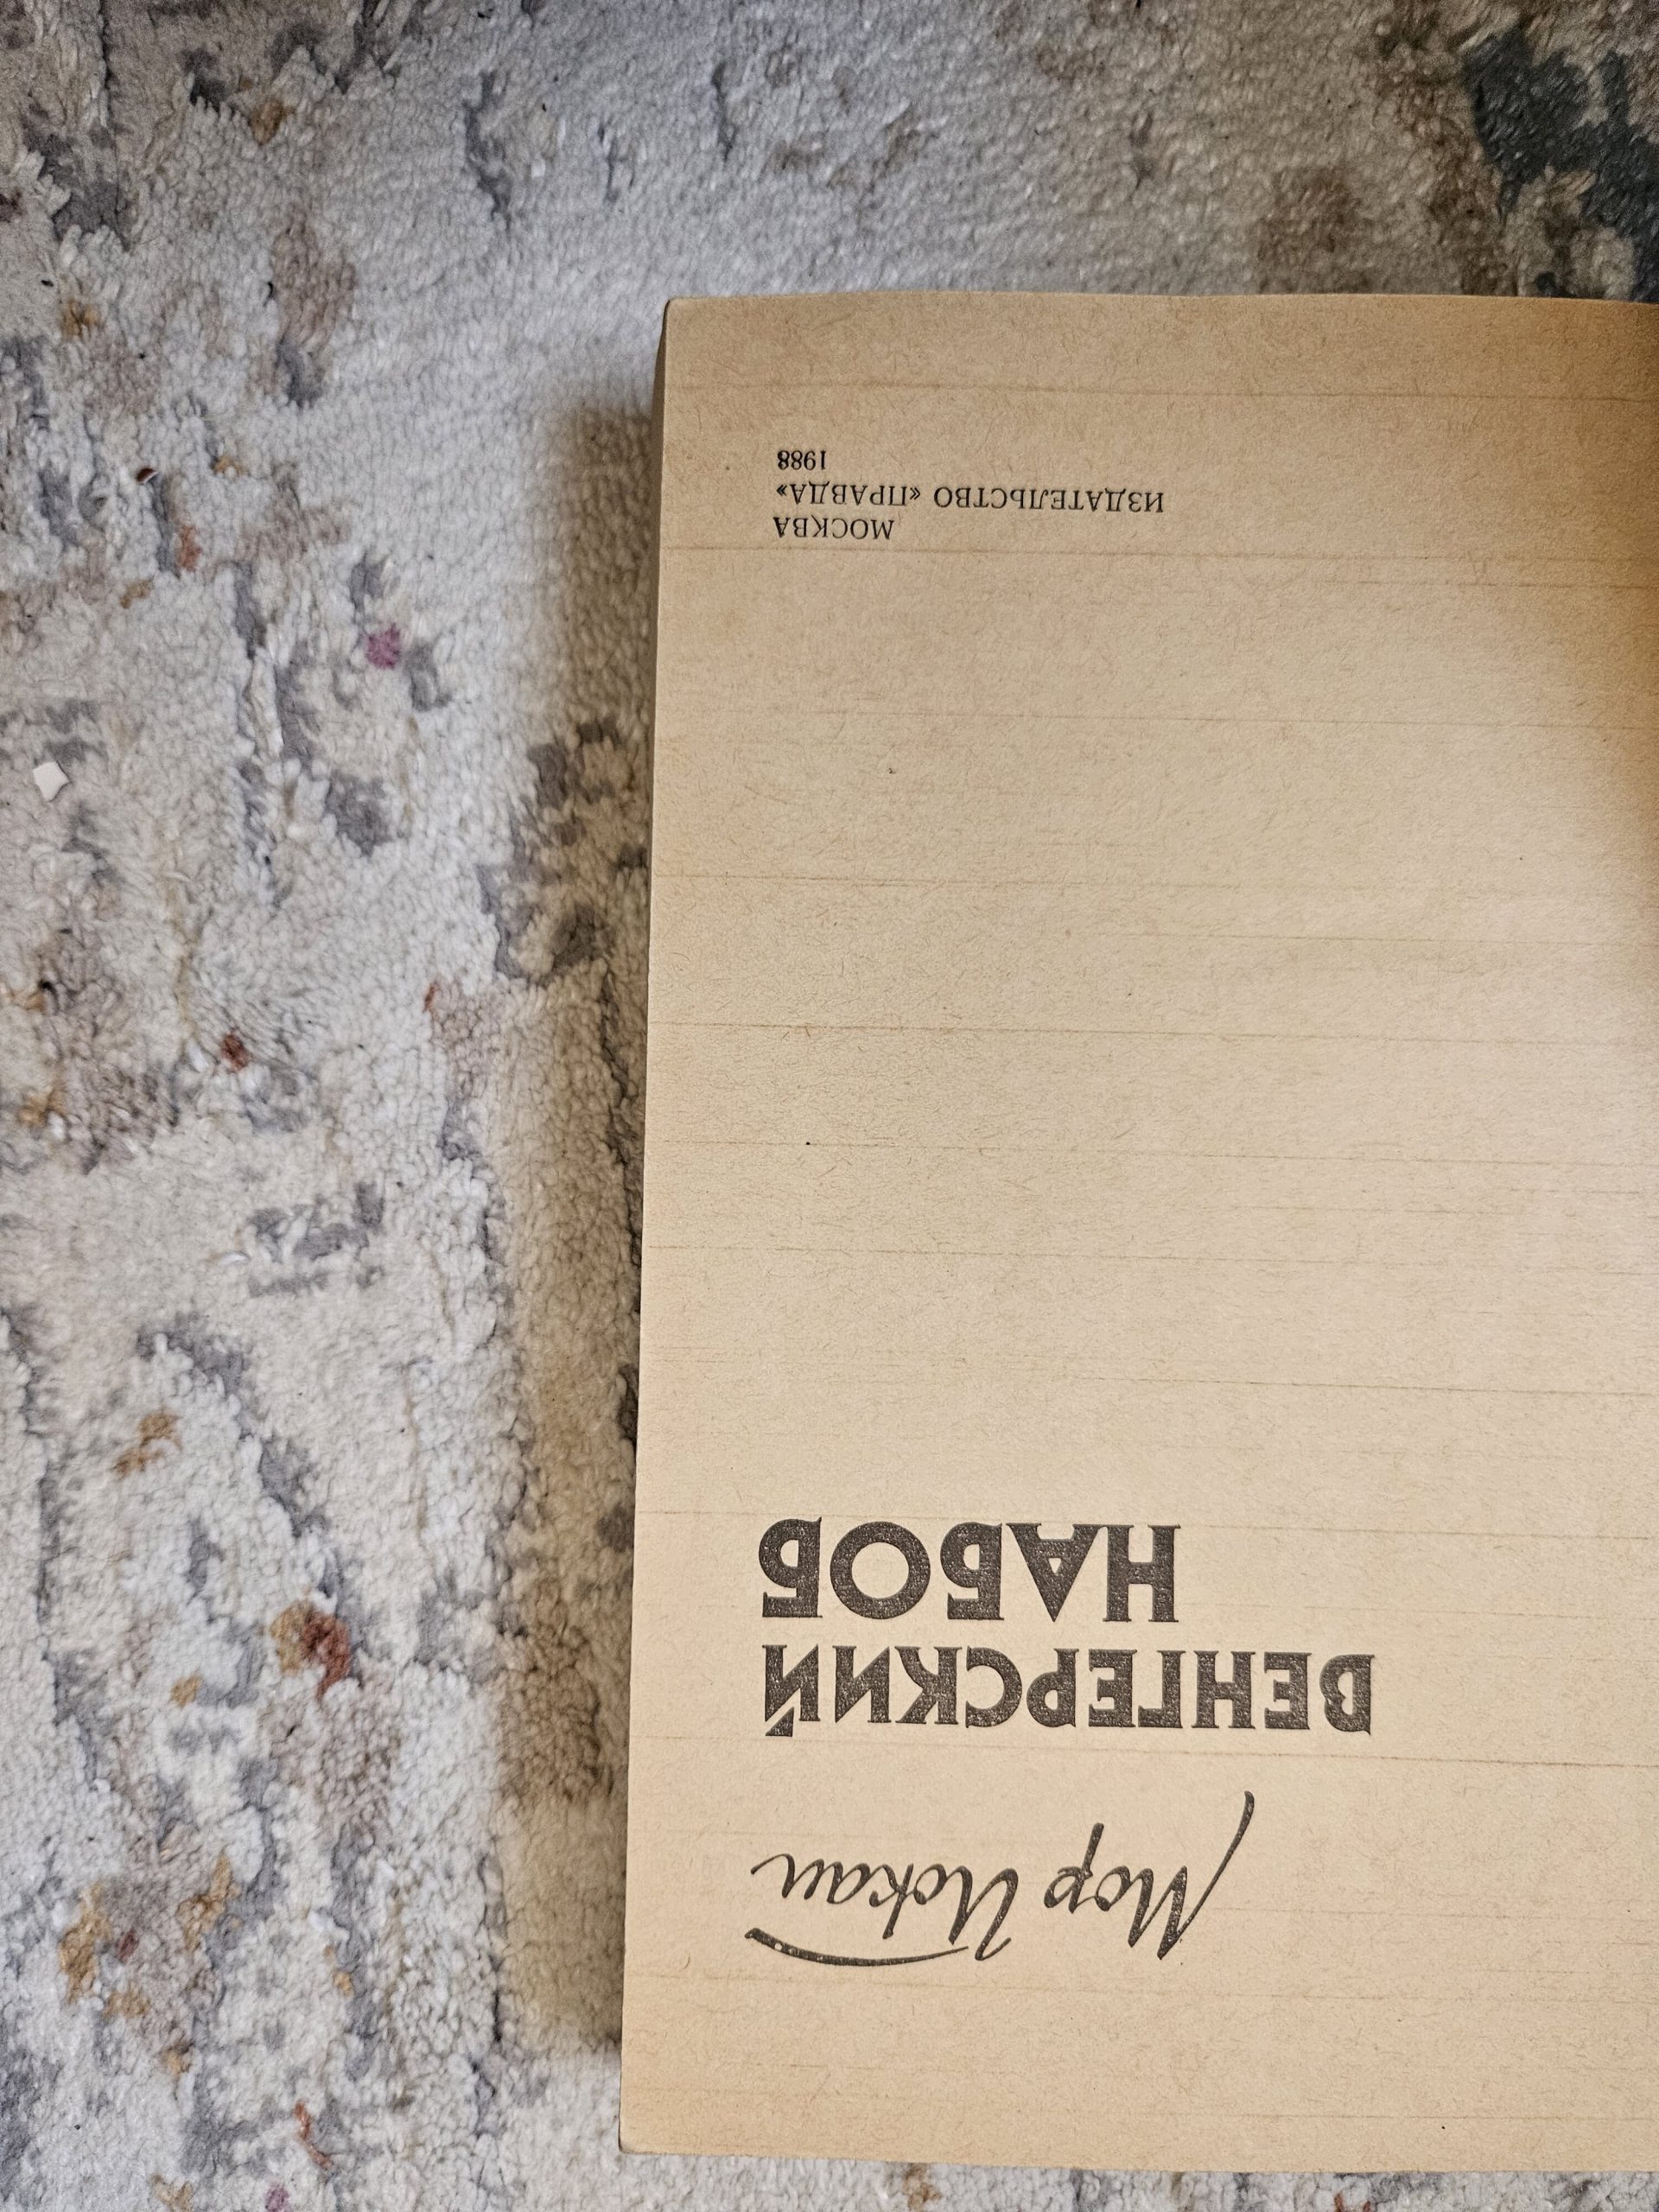 Мор Йокаи
ВЕНГЕРСКИЙ
НАБОБ
МОСКВА
ИЗДАТЕЛЬСТВО «ПРАВДА»
1988